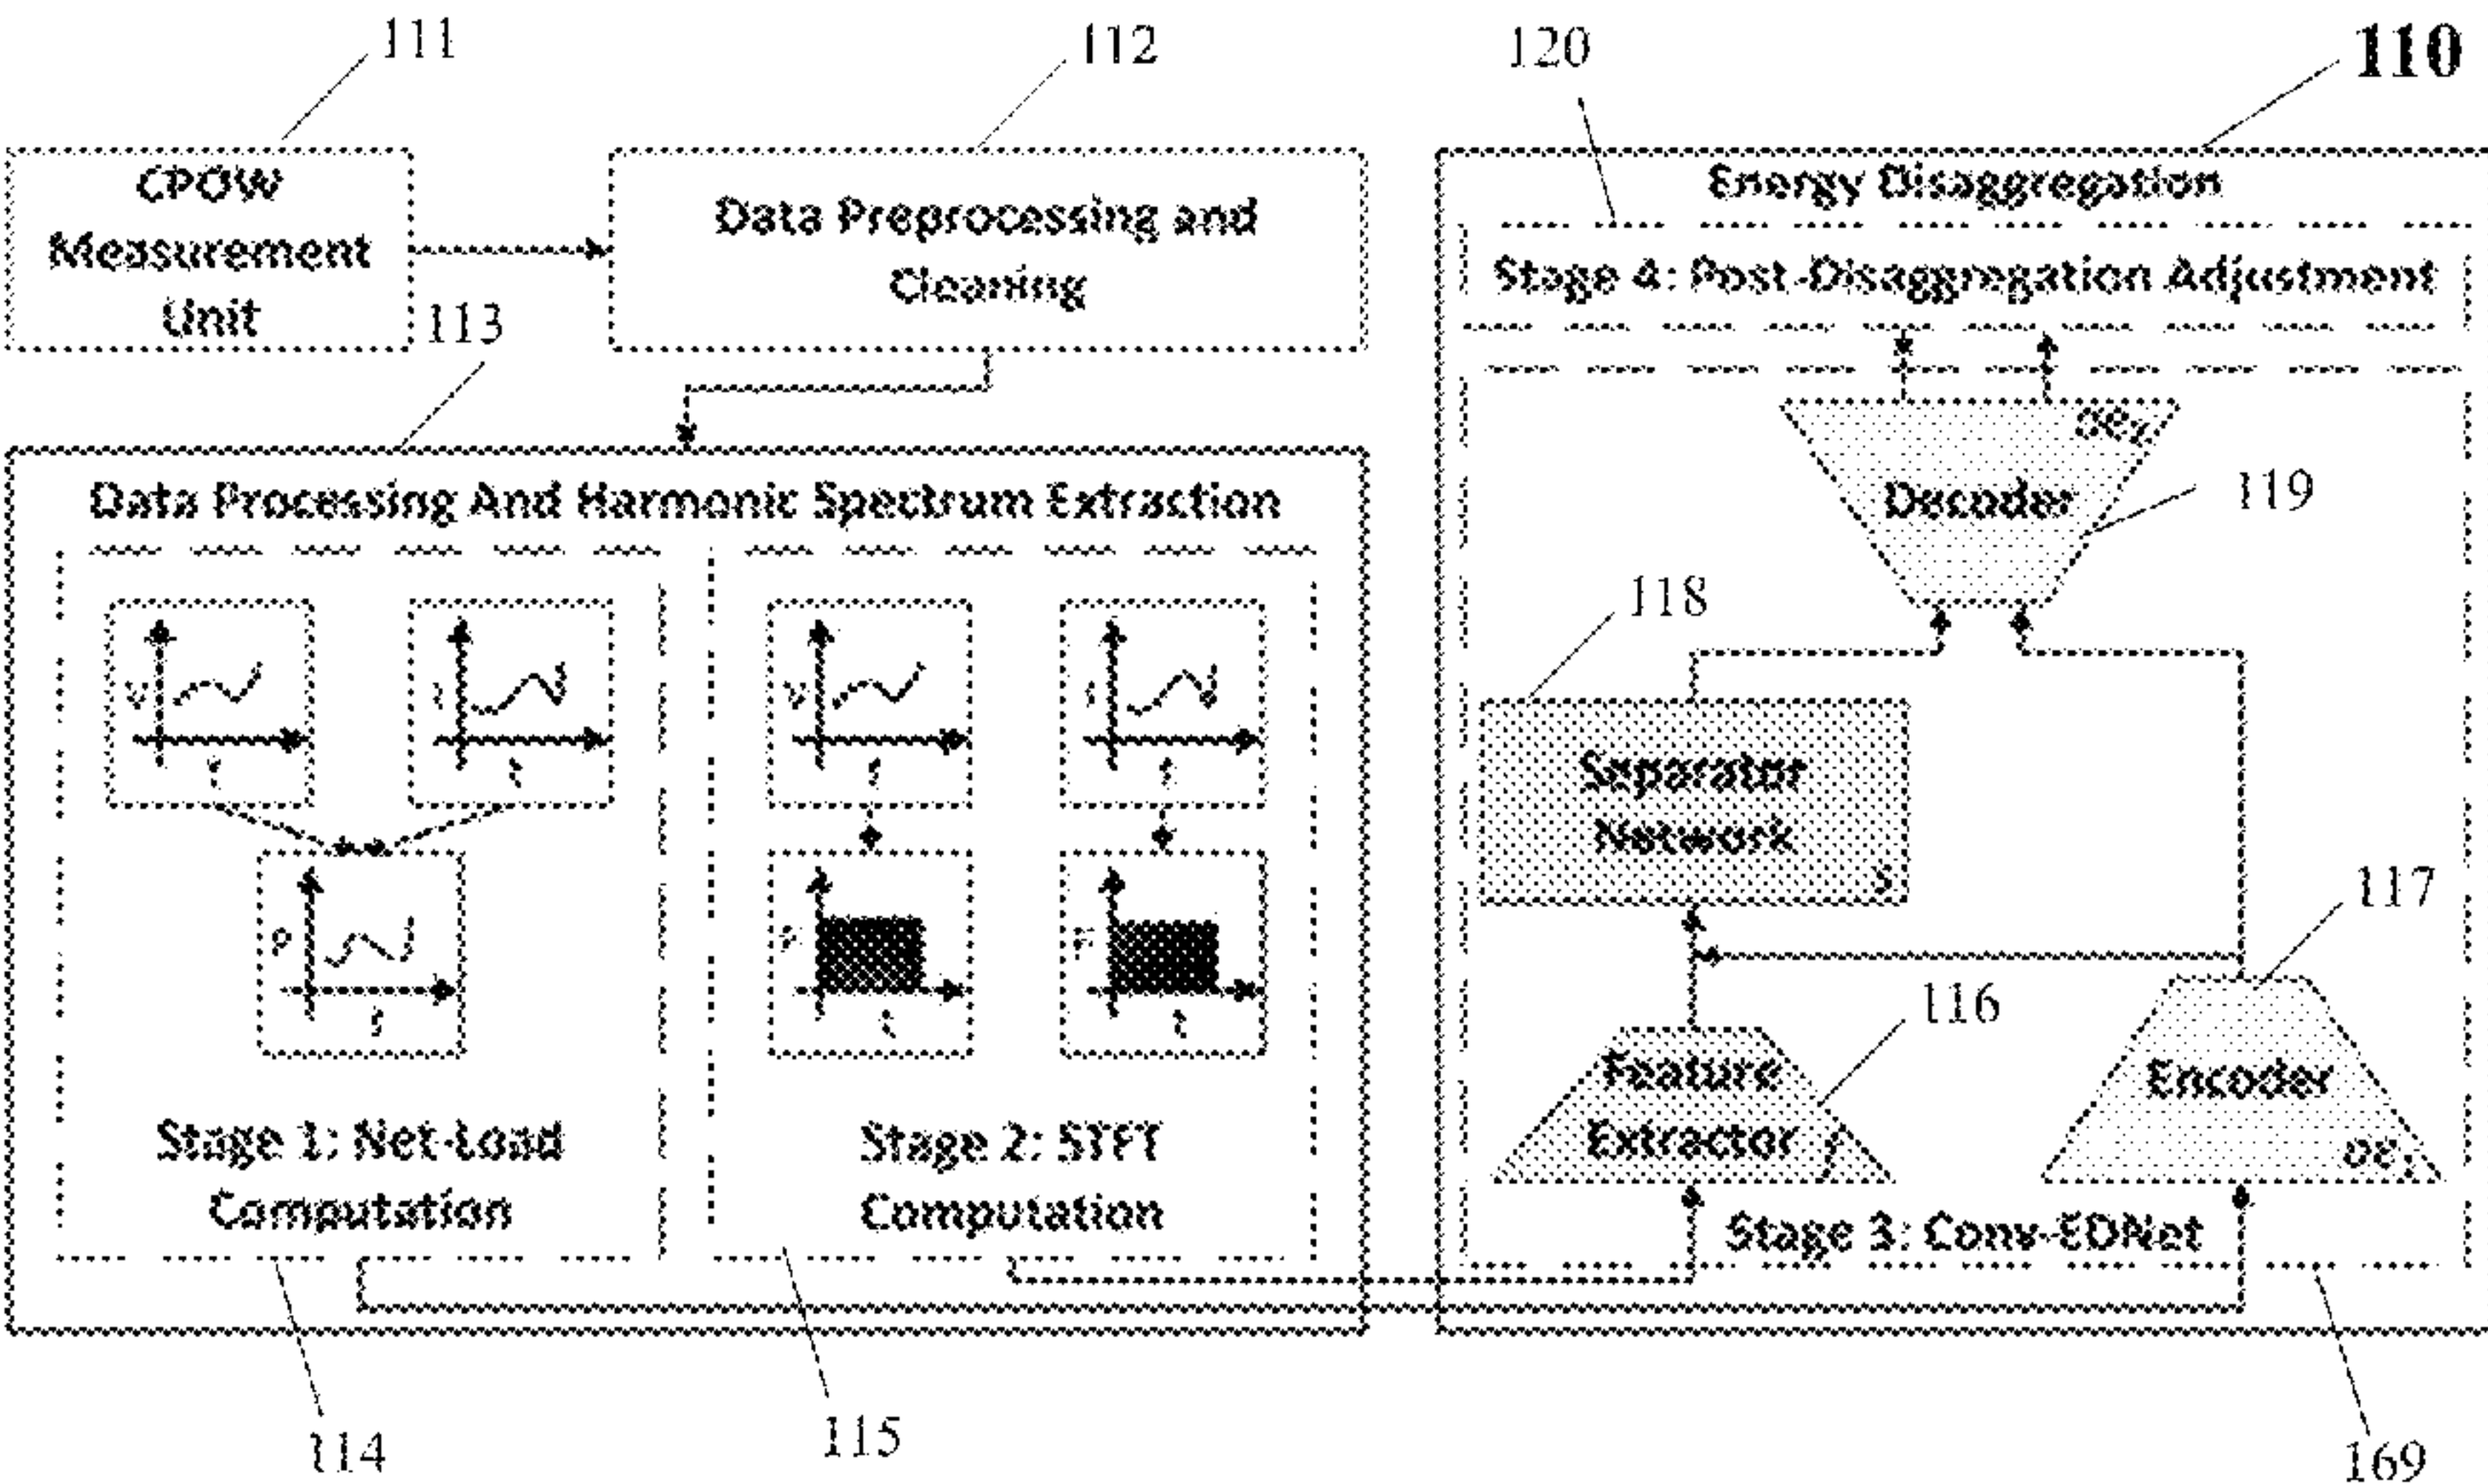 111
112
120
110
CPOW
Measurement
Unit
Data Preprocessing and
Cleaning
113
Energy Disaggregation
Stage 4: Post-Disaggregation Adjustment
Data Processing And Harmonic Spectrum Extraction
V
t
I
t
P
t
Stage 1: Net-Load
Computation
V
t
I
t
F
t
F
t
Stage 2: STFT
Computation
Decoder
119
118
Separator
Network
S
117
116
Feature
Extractor
f
Encoder
Stage 3: Conv-EDNet
114
115
169